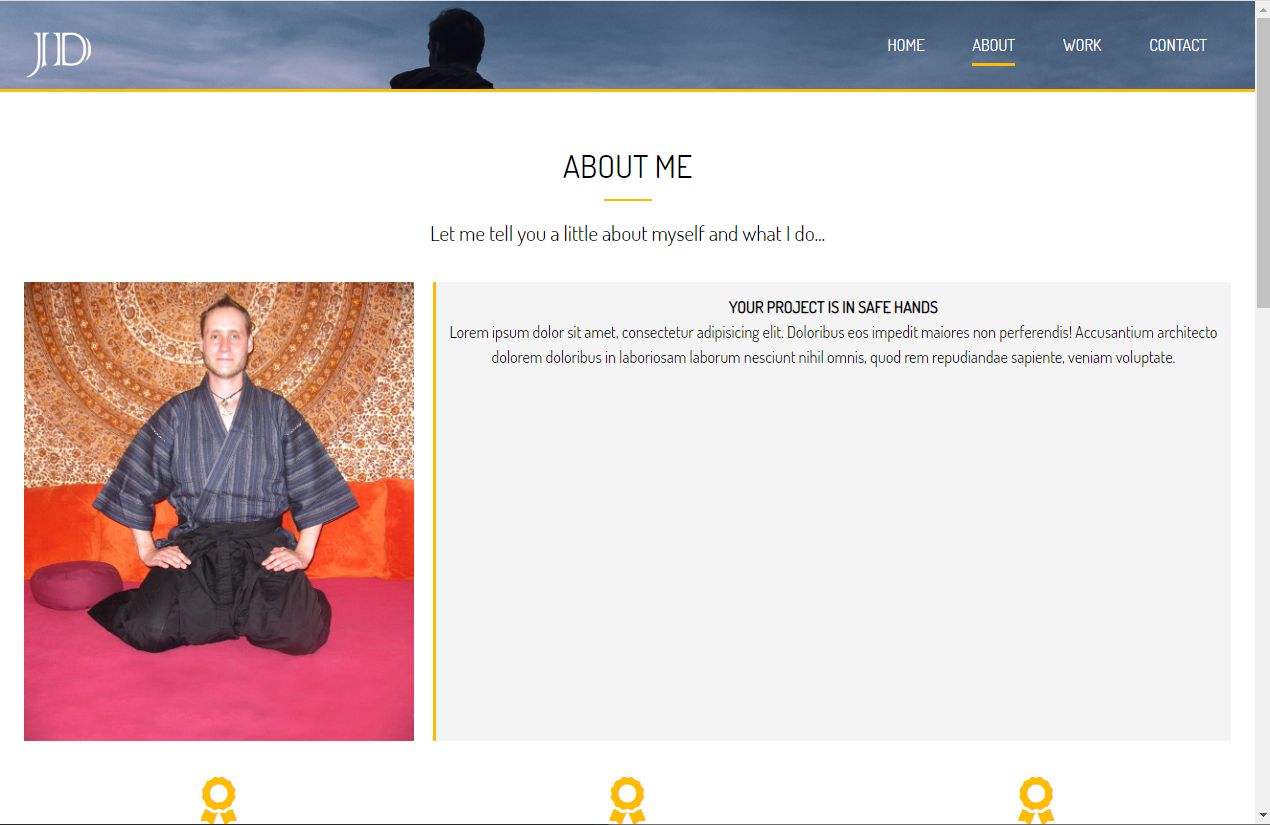 JD
HOME ABOUT WORK CONTACT
ABOUT ME
Let me tell you a little about myself and what I do...
YOUR PROJECT IS IN SAFE HANDS
Lorem ipsum dolor sit amet, consectetur adipisicing elit. Doloribus eos impedit maiores non perferendis! Accusantium architecto
dolorem doloribus in laboriosam laborum nesciunt nihil omnis, quod rem repudiandae sapiente, veniam voluptate.